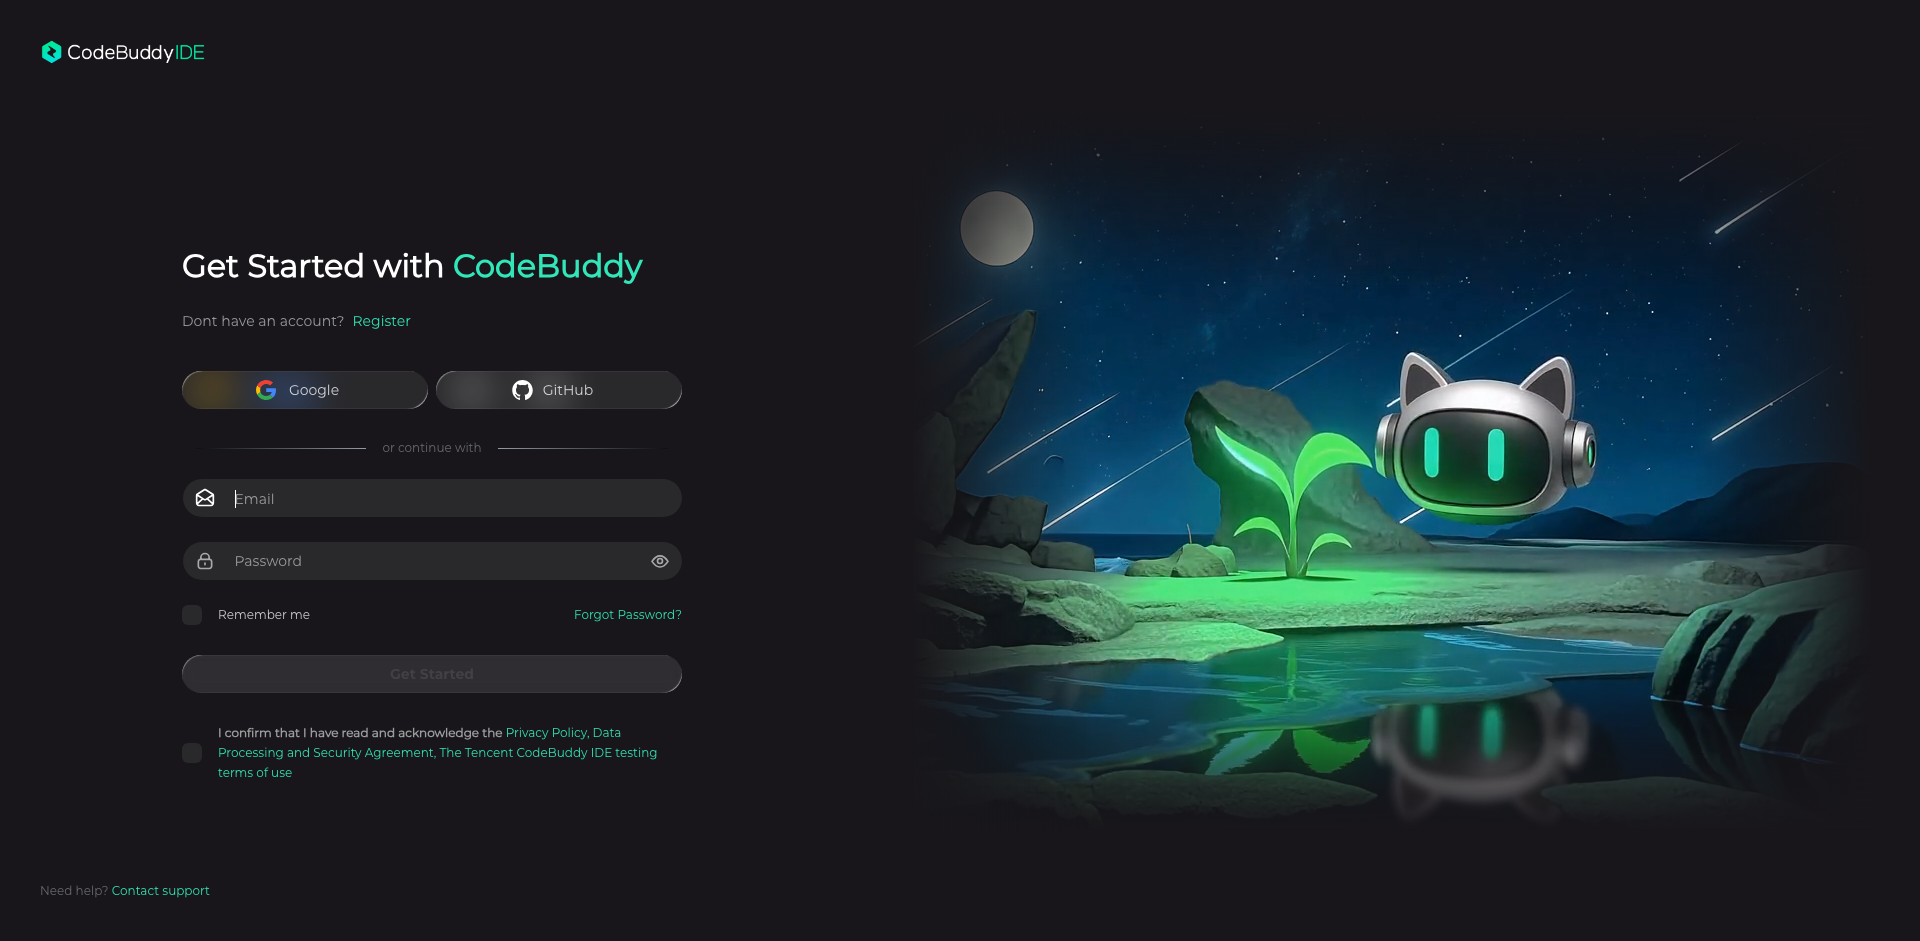 CodeBuddyIDE
Get Started with CodeBuddy
Dont have an account? Register
Google
GitHub
or continue with
Email
Password
Remember me
Forgot Password?
Get Started
I confirm that I have read and acknowledge the Privacy Policy, Data
Processing and Security Agreement, The Tencent CodeBuddy IDE testing
terms of use
Need help? Contact support